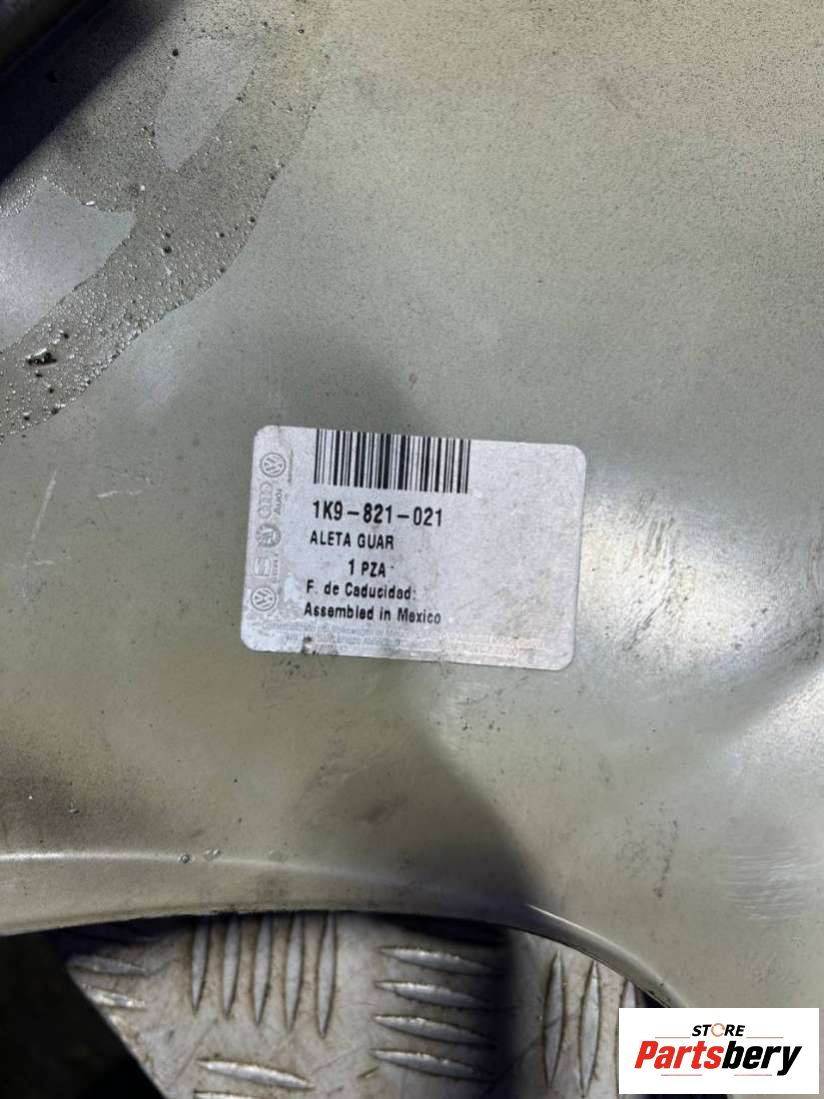 1K9-821-021
ALETA GUAR
1 PZA
F. de Caducidad:
Assembled in Mexico
STORE
Partsbery